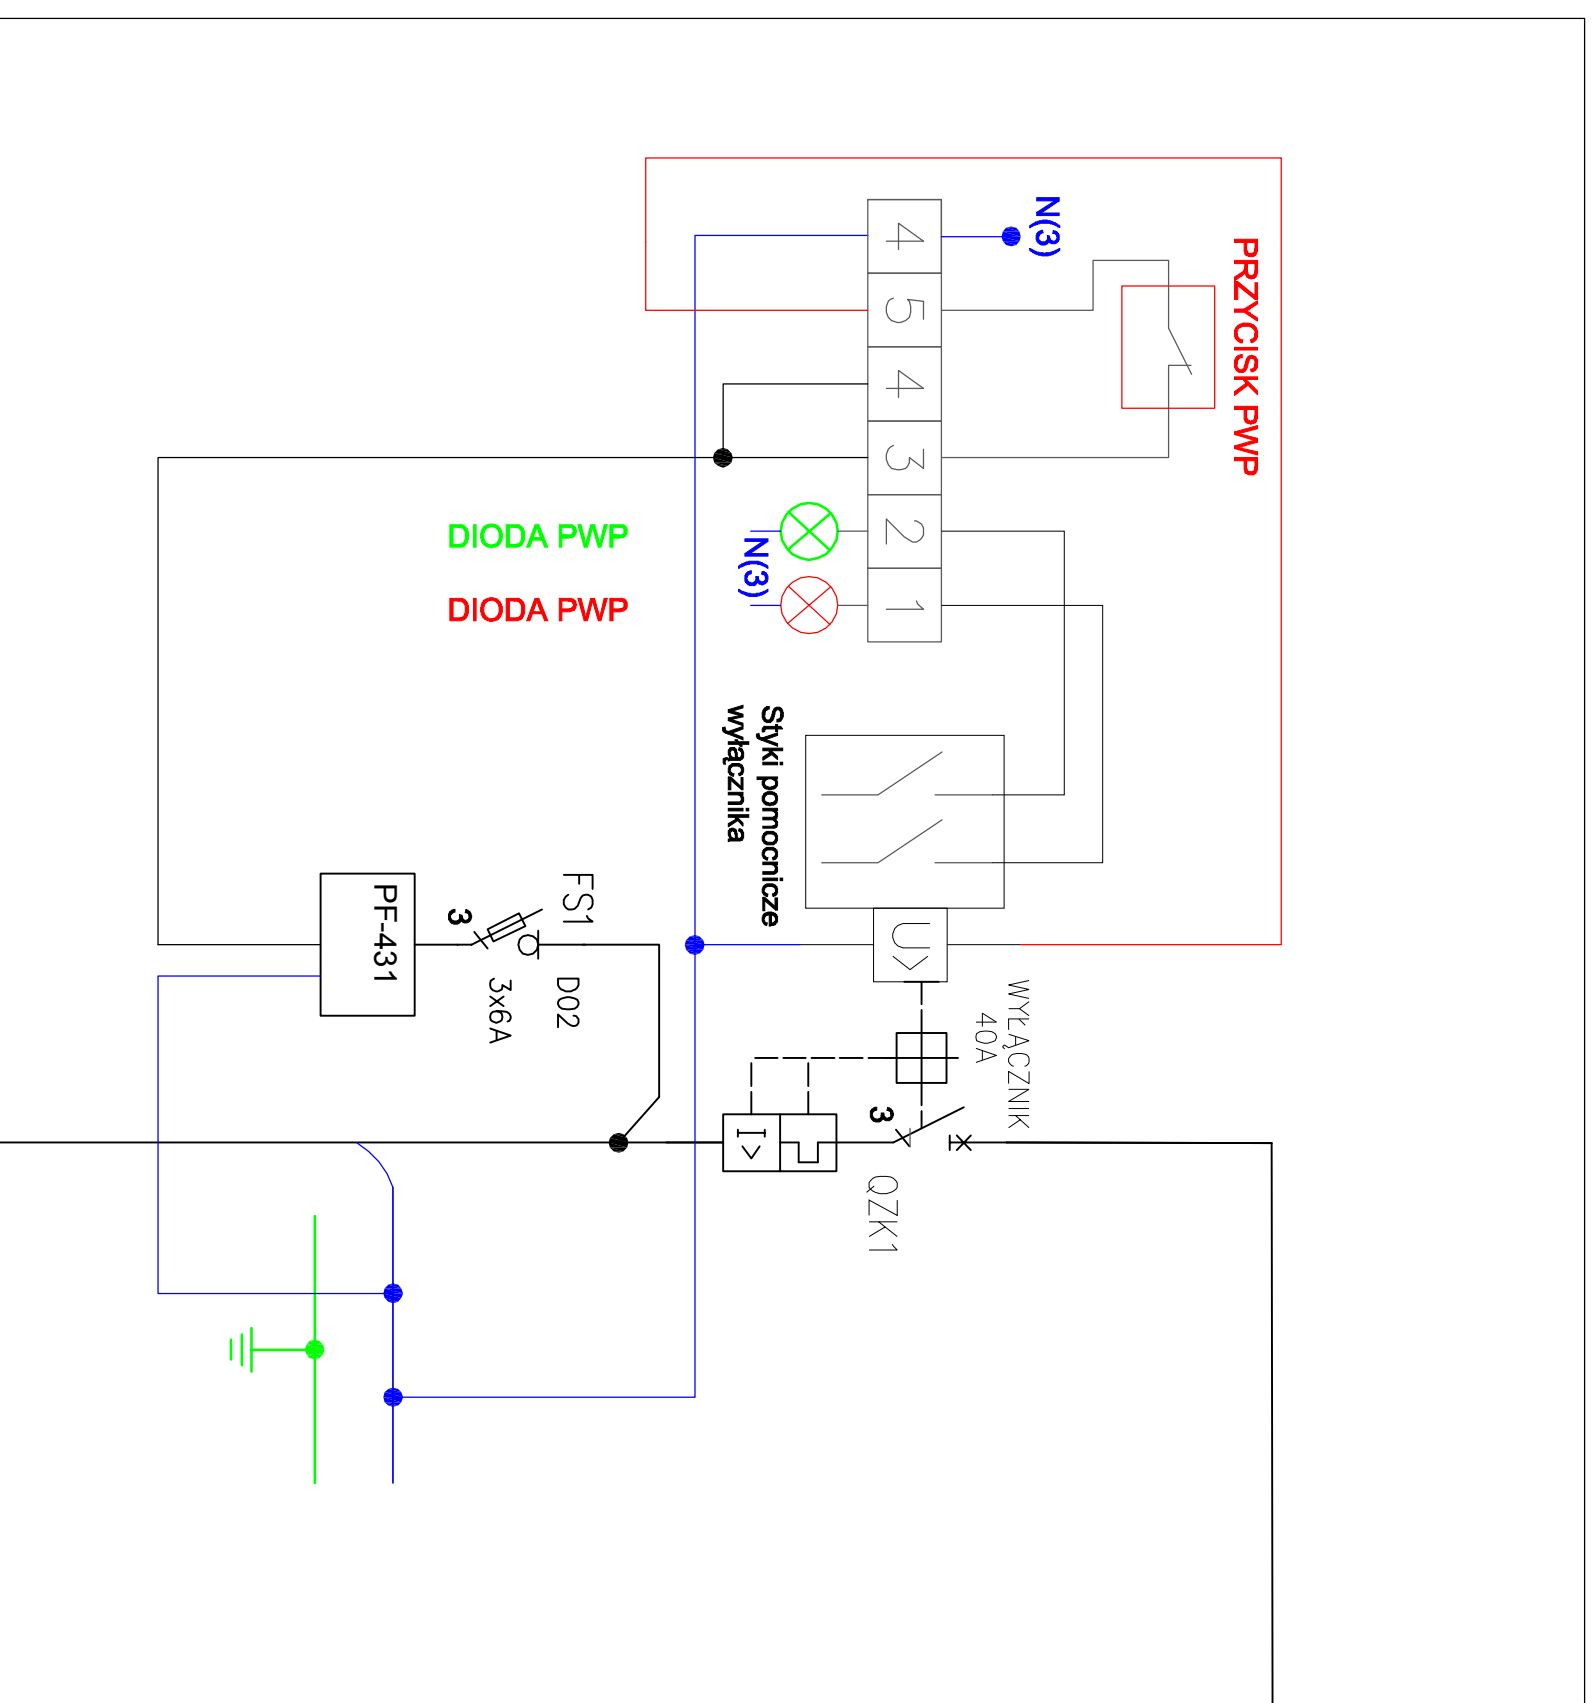 N(3)
PRZYCISK PWP
4
5
4
3
2
1
DIODA PWP
N(3)
DIODA PWP
Styki pomocnicze
wyłącznika
U>
FS1
3
PF-431
D02
3x6A
WYŁĄCZNIK
40A
3
I>
QZK1